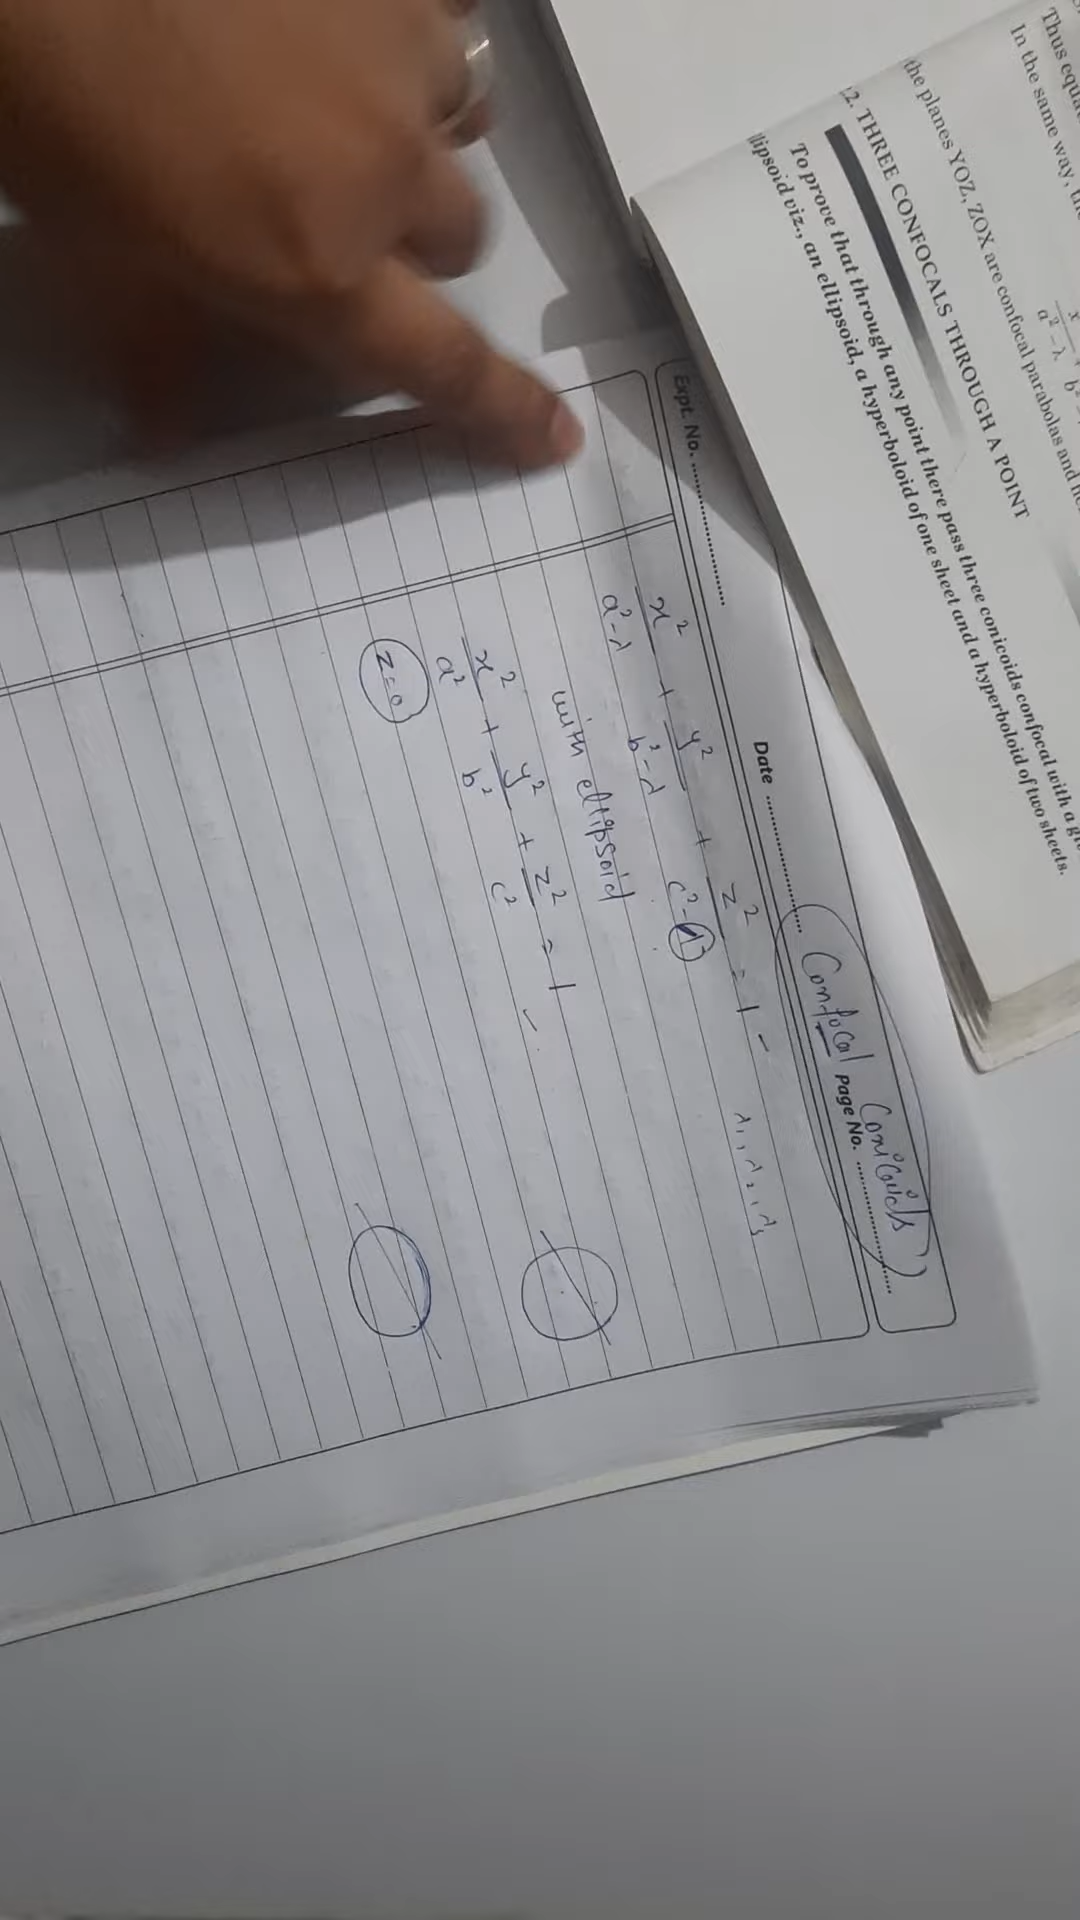 Thus equa
In the same way, th
x
a² – λ
b²
the planes YOZ, ZOX are confocal parabolas and
2. THREE CONFOCALS THROUGH A POINT
To prove that through any point there pass three conicoids confocal with a
llipsoid viz., an ellipsoid, a hyperboloid of one sheet and a hyperboloid of two sheets.
Confocal Conicoids
Expt. No. Date Page No.
x²/a²-λ + y²/b²-λ + z²/c²-λ = 1 – λ₁, λ₂, λ₃
with ellipsoid
x²/a² + y²/b² + z²/c² = 1
z=0